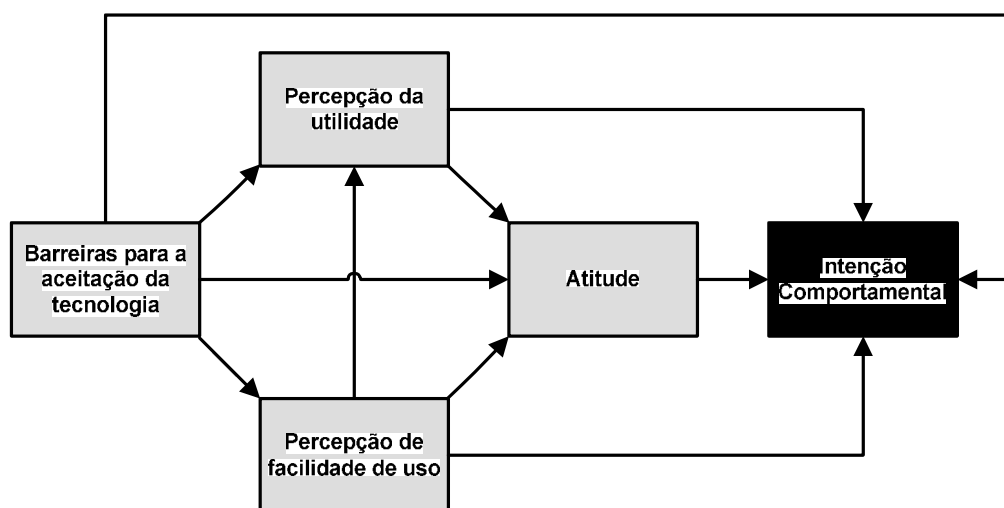 Percepção da
utilidade
Barreiras para a
aceitação da
tecnologia
Atitude
Intenção
Comportamental
Percepção de
facilidade de uso